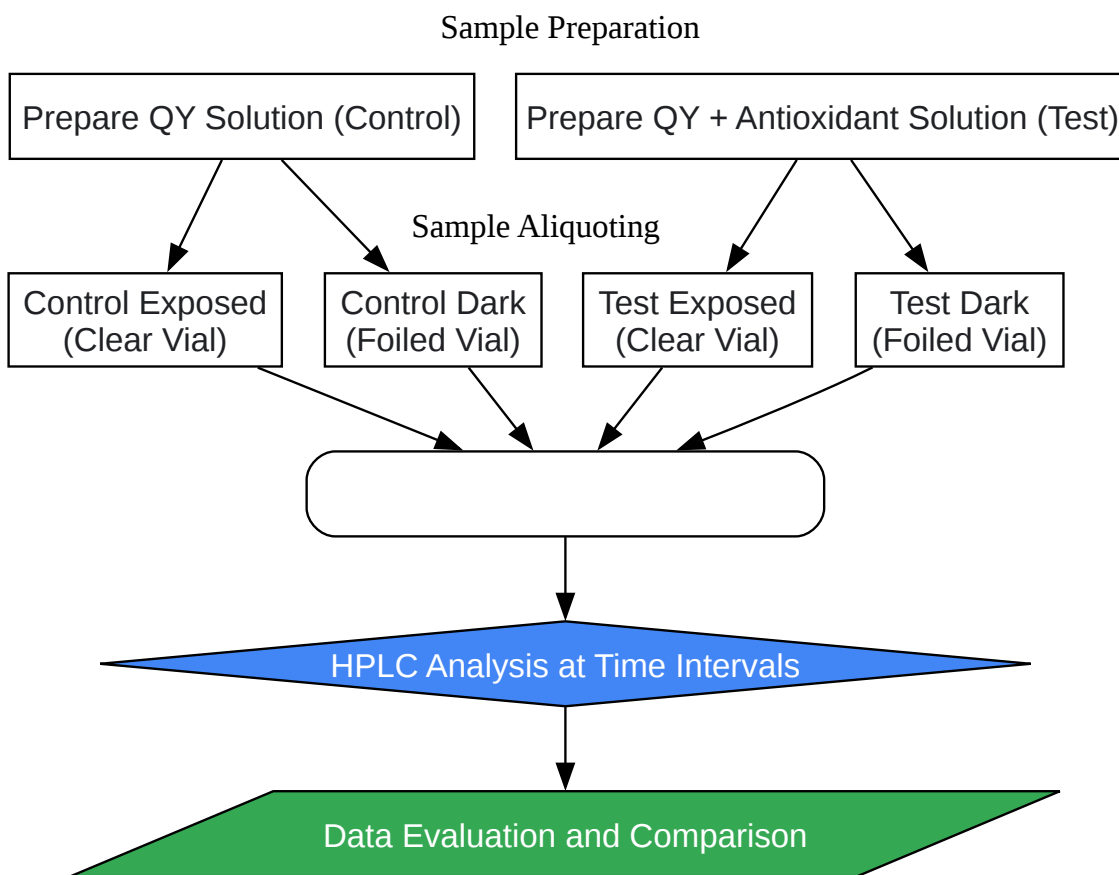 Sample Preparation
Prepare QY Solution (Control)
Prepare QY + Antioxidant Solution (Test)
Sample Aliquoting
Control Exposed
(Clear Vial)
Control Dark
(Foiled Vial)
Test Exposed
(Clear Vial)
Test Dark
(Foiled Vial)
HPLC Analysis at Time Intervals
Data Evaluation and Comparison